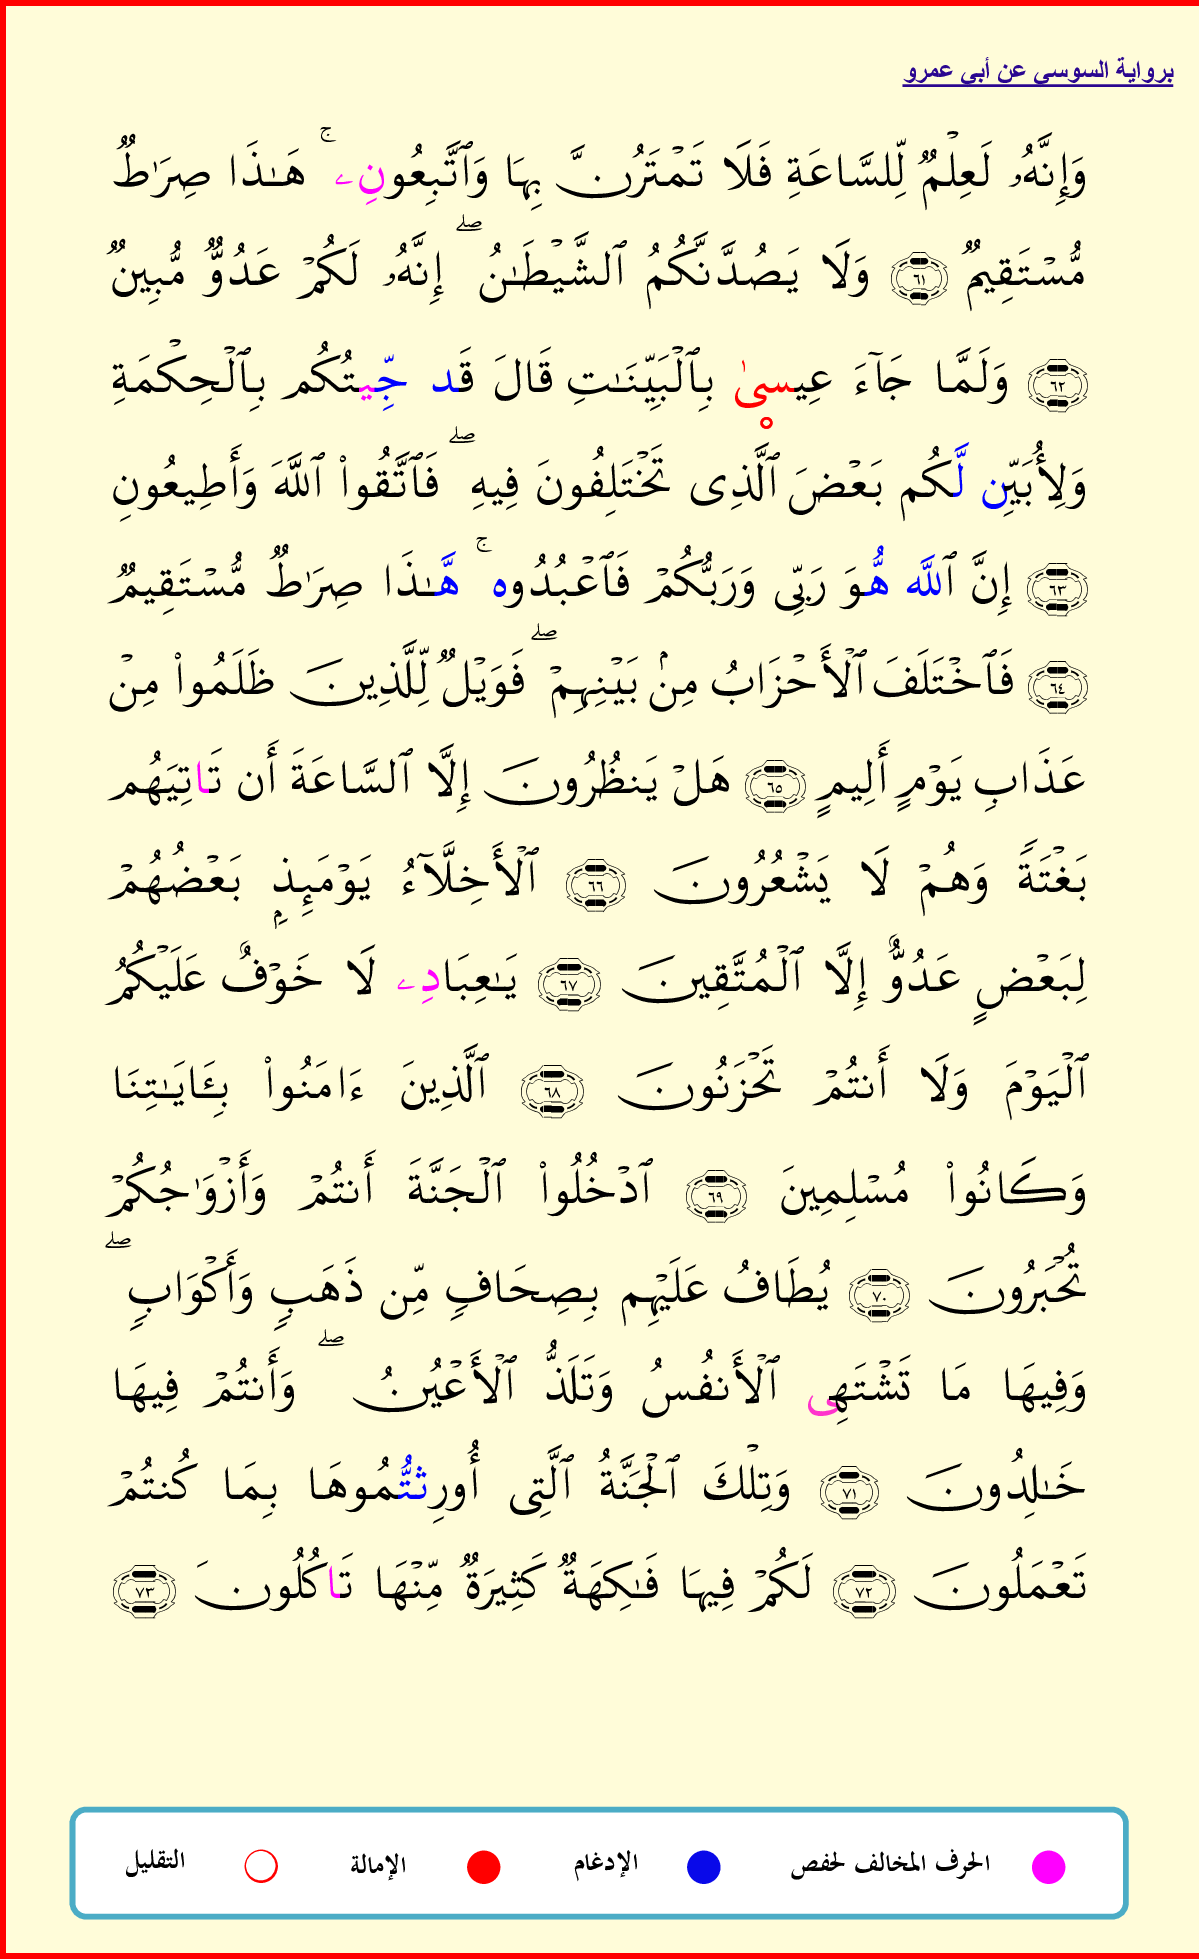 برواية السوسي عن أبي عمرو
وَإِنَّهُۥ لَعِلۡمٞ لِّلسَّاعَةِ فَلَا تَمۡتَرُنَّ بِهَا وَٱتَّبِعُونِۦۚ هَٰذَا صِرَٰطٞ
مُّسۡتَقِيمٞ ٦١ وَلَا يَصُدَّنَّكُمُ ٱلشَّيۡطَٰنُۖ إِنَّهُۥ لَكُمۡ عَدُوّٞ مُّبِينٞ
٦٢ وَلَمَّا جَآءَ عِيسىٰ بِٱلۡبَيِّنَٰتِ قَالَ قَد جِّيتُكُم بِٱلۡحِكۡمَةِ
وَلِأُبَيِّن لَّكُم بَعۡضَ ٱلَّذِي تَخۡتَلِفُونَ فِيهِۖ فَٱتَّقُواْ ٱللَّهَ وَأَطِيعُونِ
٦٣ إِنَّ ٱللَّه هُّوَ رَبِّي وَرَبُّكُمۡ فَٱعۡبُدُوهۚ هَّٰذَا صِرَٰطٞ مُّسۡتَقِيمٞ
٦٤ فَٱخۡتَلَفَ ٱلۡأَحۡزَابُ مِنۢ بَيۡنِهِمۡۖ فَوَيۡلٞ لِّلَّذِينَ ظَلَمُواْ مِنۡ
عَذَابِ يَوۡمٍ أَلِيمٍ ٦٥ هَلۡ يَنظُرُونَ إِلَّا ٱلسَّاعَةَ أَن تَاتِيَهُم
بَغۡتَةٗ وَهُمۡ لَا يَشۡعُرُونَ ٦٦ ٱلۡأَخِلَّآءُ يَوۡمَئِذِۭ بَعۡضُهُمۡ
لِبَعۡضٍ عَدُوٌّ إِلَّا ٱلۡمُتَّقِينَ ٦٧ يَٰعِبَادِۦ لَا خَوۡفٌ عَلَيۡكُمُ
ٱلۡيَوۡمَ وَلَا أَنتُمۡ تَحۡزَنُونَ ٦٨ ٱلَّذِينَ ءَامَنُواْ بِـَٔايَٰتِنَا
وَكَانُواْ مُسۡلِمِينَ ٦٩ ٱدۡخُلُواْ ٱلۡجَنَّةَ أَنتُمۡ وَأَزۡوَٰجُكُمۡ
تُحۡبَرُونَ ٧٠ يُطَافُ عَلَيۡهِم بِصِحَافٍ مِّن ذَهَبٍ وَأَكۡوَابٍۖ
وَفِيهَا مَا تَشۡتَهِي ٱلۡأَنفُسُ وَتَلَذُّ ٱلۡأَعۡيُنُۖ وَأَنتُمۡ فِيهَا
خَٰلِدُونَ ٧١ وَتِلۡكَ ٱلۡجَنَّةُ ٱلَّتِي أُورِثتُّمُوهَا بِمَا كُنتُمۡ
تَعۡمَلُونَ ٧٢ لَكُمۡ فِيهَا فَٰكِهَةٞ كَثِيرَةٞ مِّنۡهَا تَاكُلُونَ ٧٣
الحرف المخالف لحفص الإدغام الإمالة التقليل